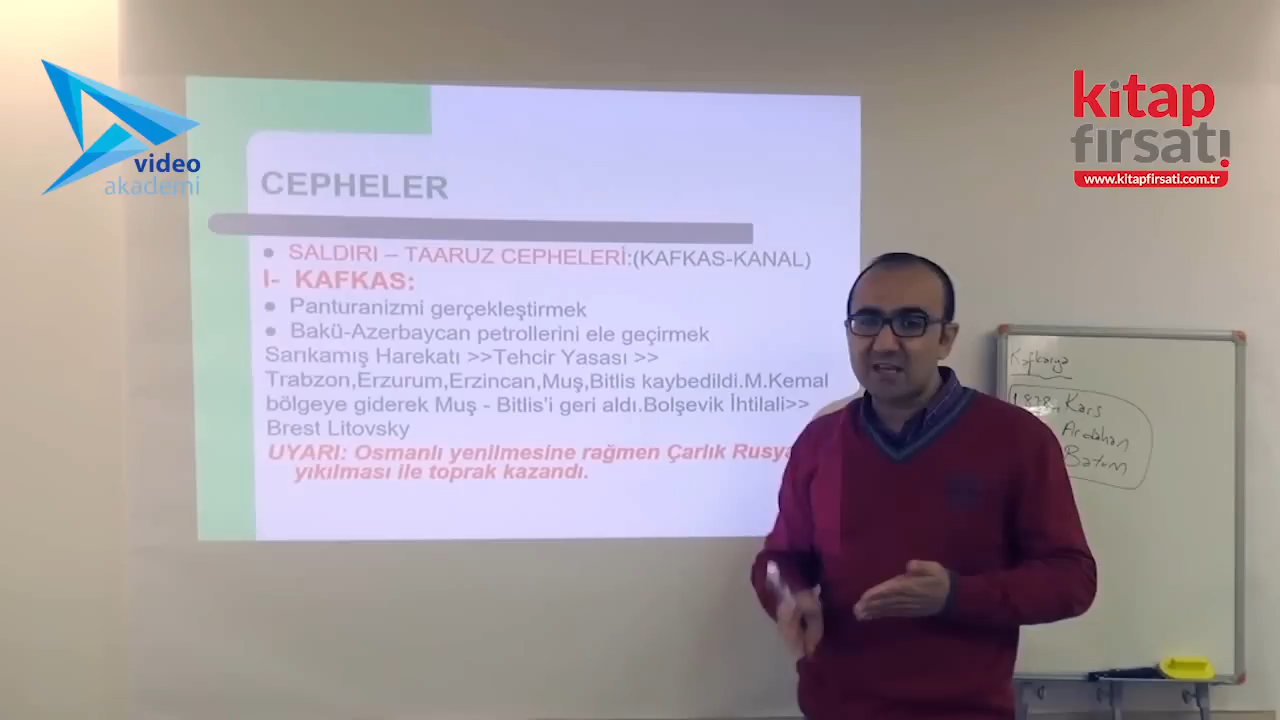 video
akademi
kitap
fırsatı
www.kitapfirsati.com.tr
CEPHELER
● SALDIRI – TAARUZ CEPHELERİ:(KAFKAS-KANAL)
I- KAFKAS:
● Panturanizmi gerçekleştirmek
● Bakü-Azerbaycan petrollerini ele geçirmek
Sarıkamış Harekatı >>Tehcir Yasası >>
Trabzon,Erzurum,Erzincan,Muş,Bitlis kaybedildi.M.Kemal
bölgeye giderek Muş - Bitlis'i geri aldı.Bolşevik İhtilali>>
Brest Litovsky
UYARI: Osmanlı yenilmesine rağmen Çarlık Rusya
yıkılması ile toprak kazandı.
Kafkasya
1878, Kars
Ardahan
Batum